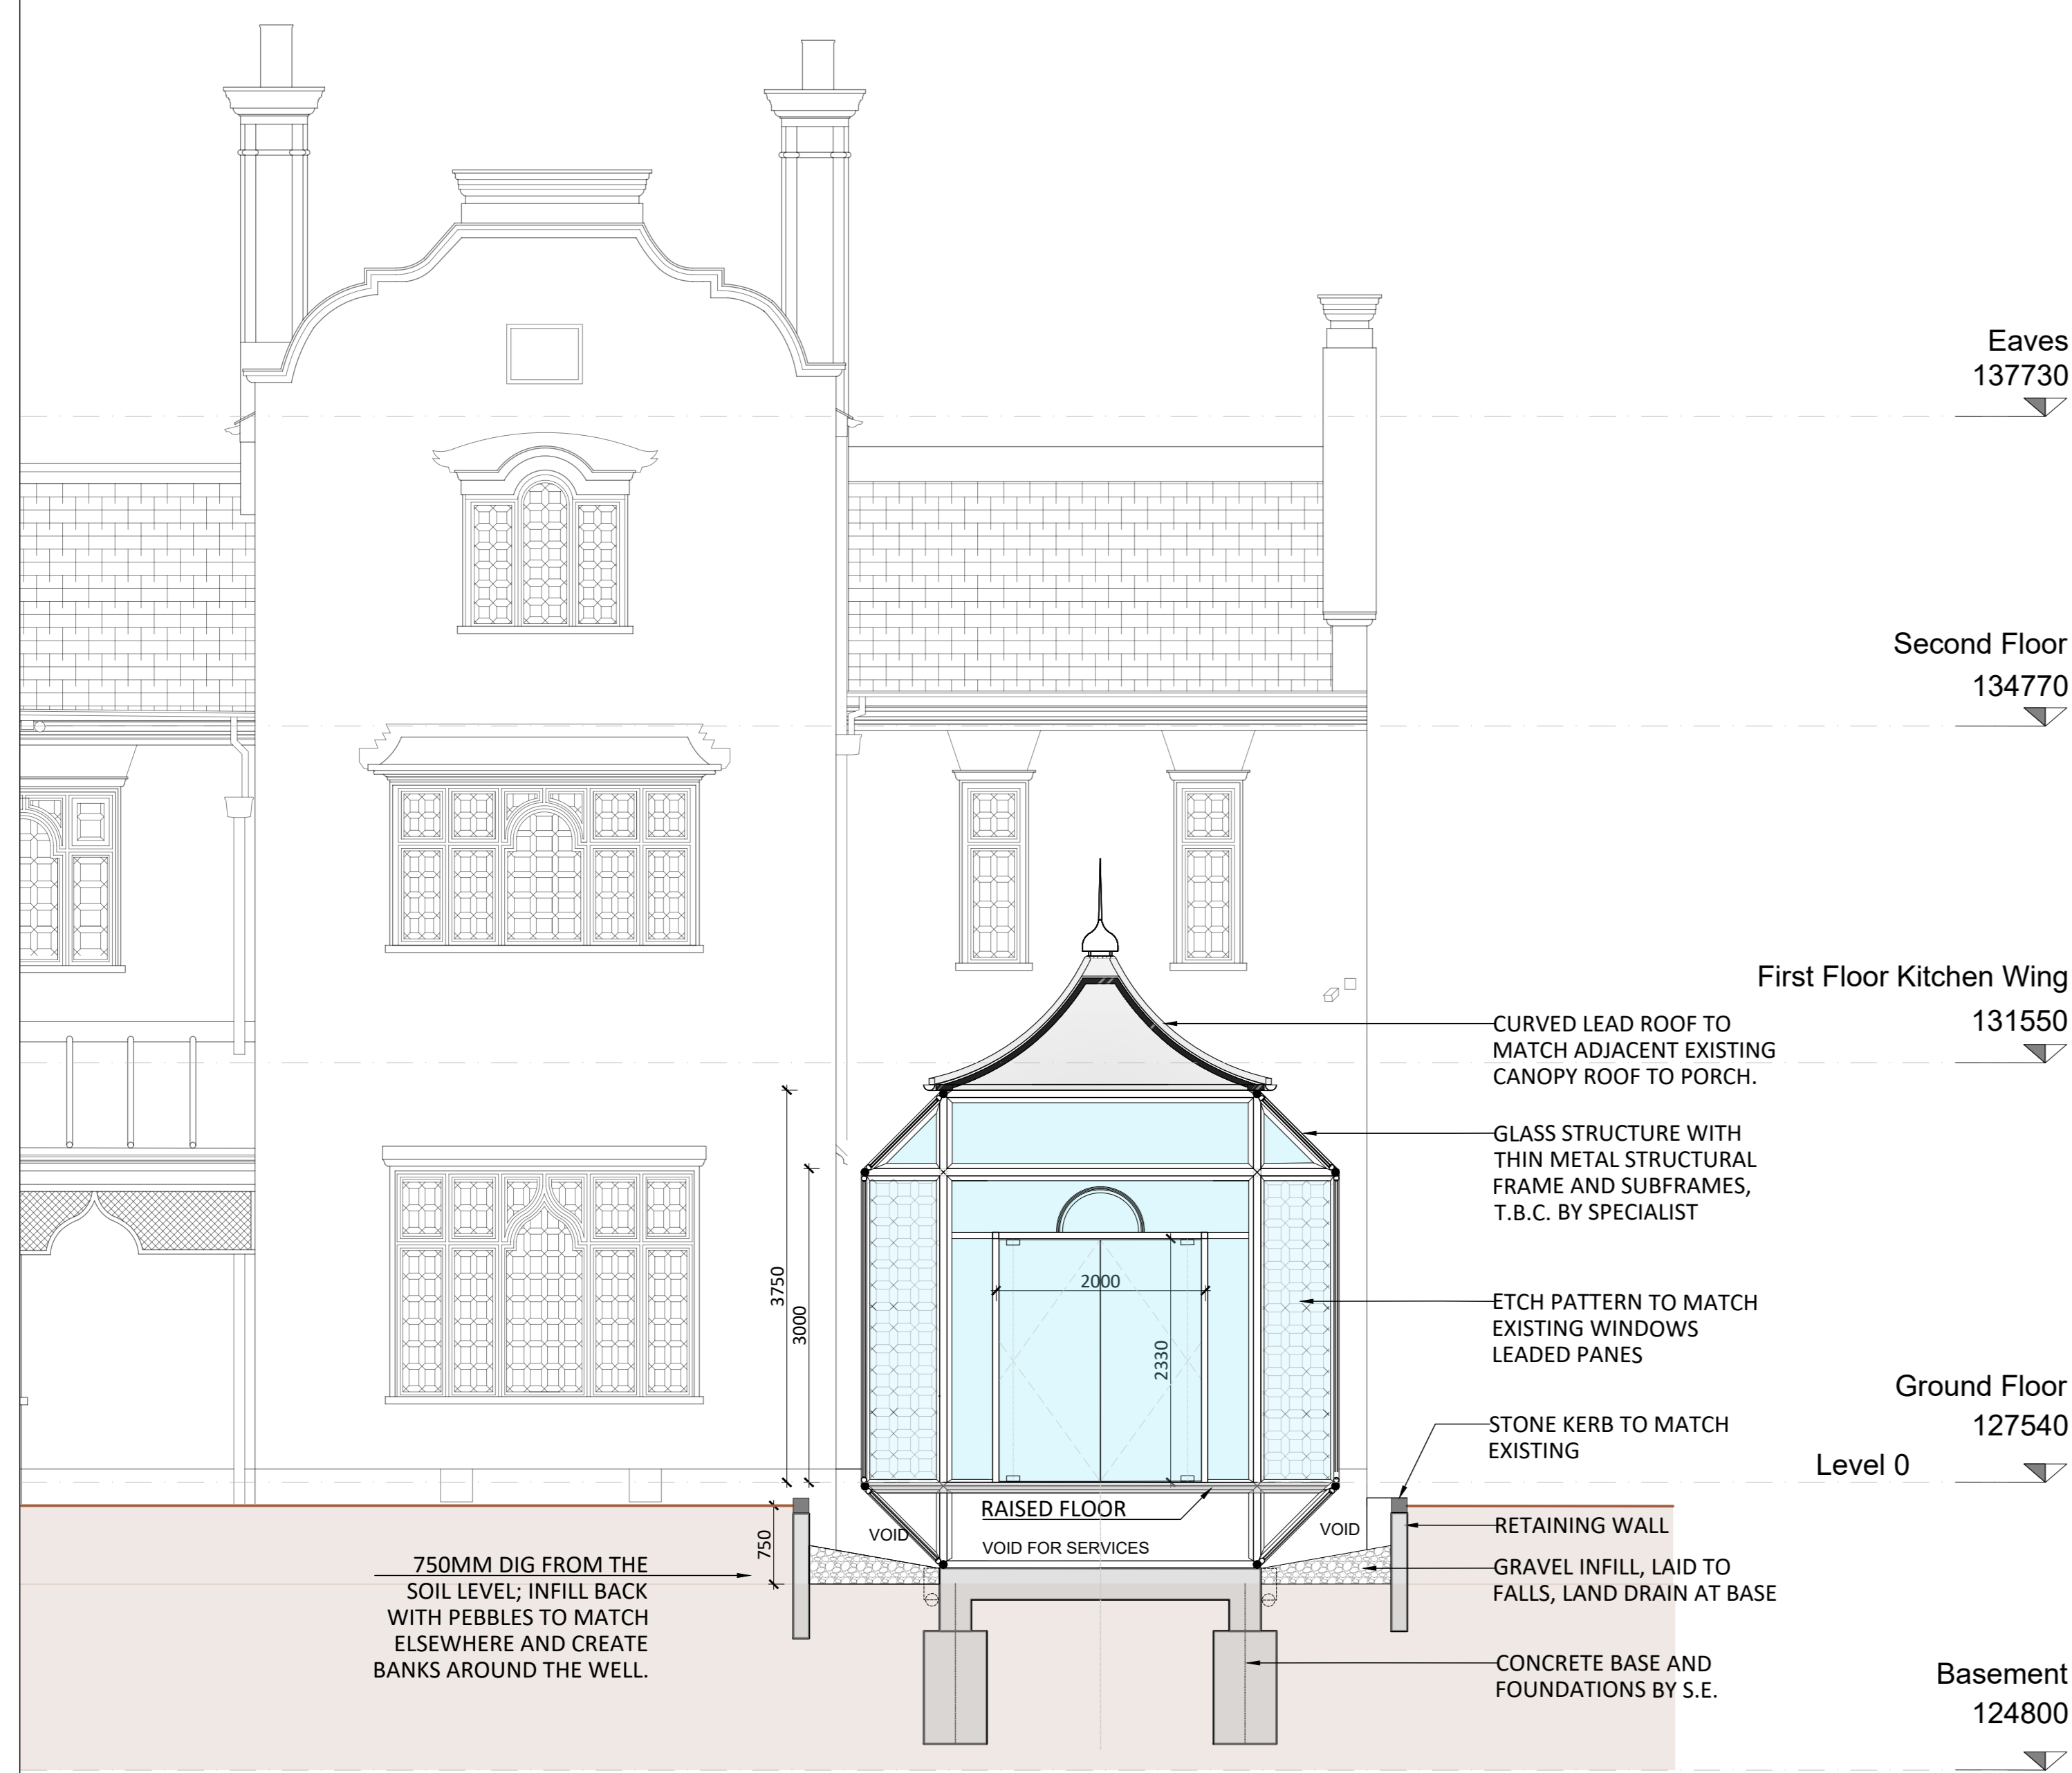 Eaves
137730
Second Floor
134770
First Floor Kitchen Wing
131550
CURVED LEAD ROOF TO
MATCH ADJACENT EXISTING
CANOPY ROOF TO PORCH.
GLASS STRUCTURE WITH
THIN METAL STRUCTURAL
FRAME AND SUBFRAMES,
T.B.C. BY SPECIALIST
3750
3000
2000
2330
ETCH PATTERN TO MATCH
EXISTING WINDOWS
LEADED PANES
Ground Floor
127540
Level 0
STONE KERB TO MATCH
EXISTING
RAISED FLOOR
VOID
VOID FOR SERVICES
VOID
750
RETAINING WALL
GRAVEL INFILL, LAID TO
FALLS, LAND DRAIN AT BASE
750MM DIG FROM THE
SOIL LEVEL; INFILL BACK
WITH PEBBLES TO MATCH
ELSEWHERE AND CREATE
BANKS AROUND THE WELL.
CONCRETE BASE AND
FOUNDATIONS BY S.E.
Basement
124800